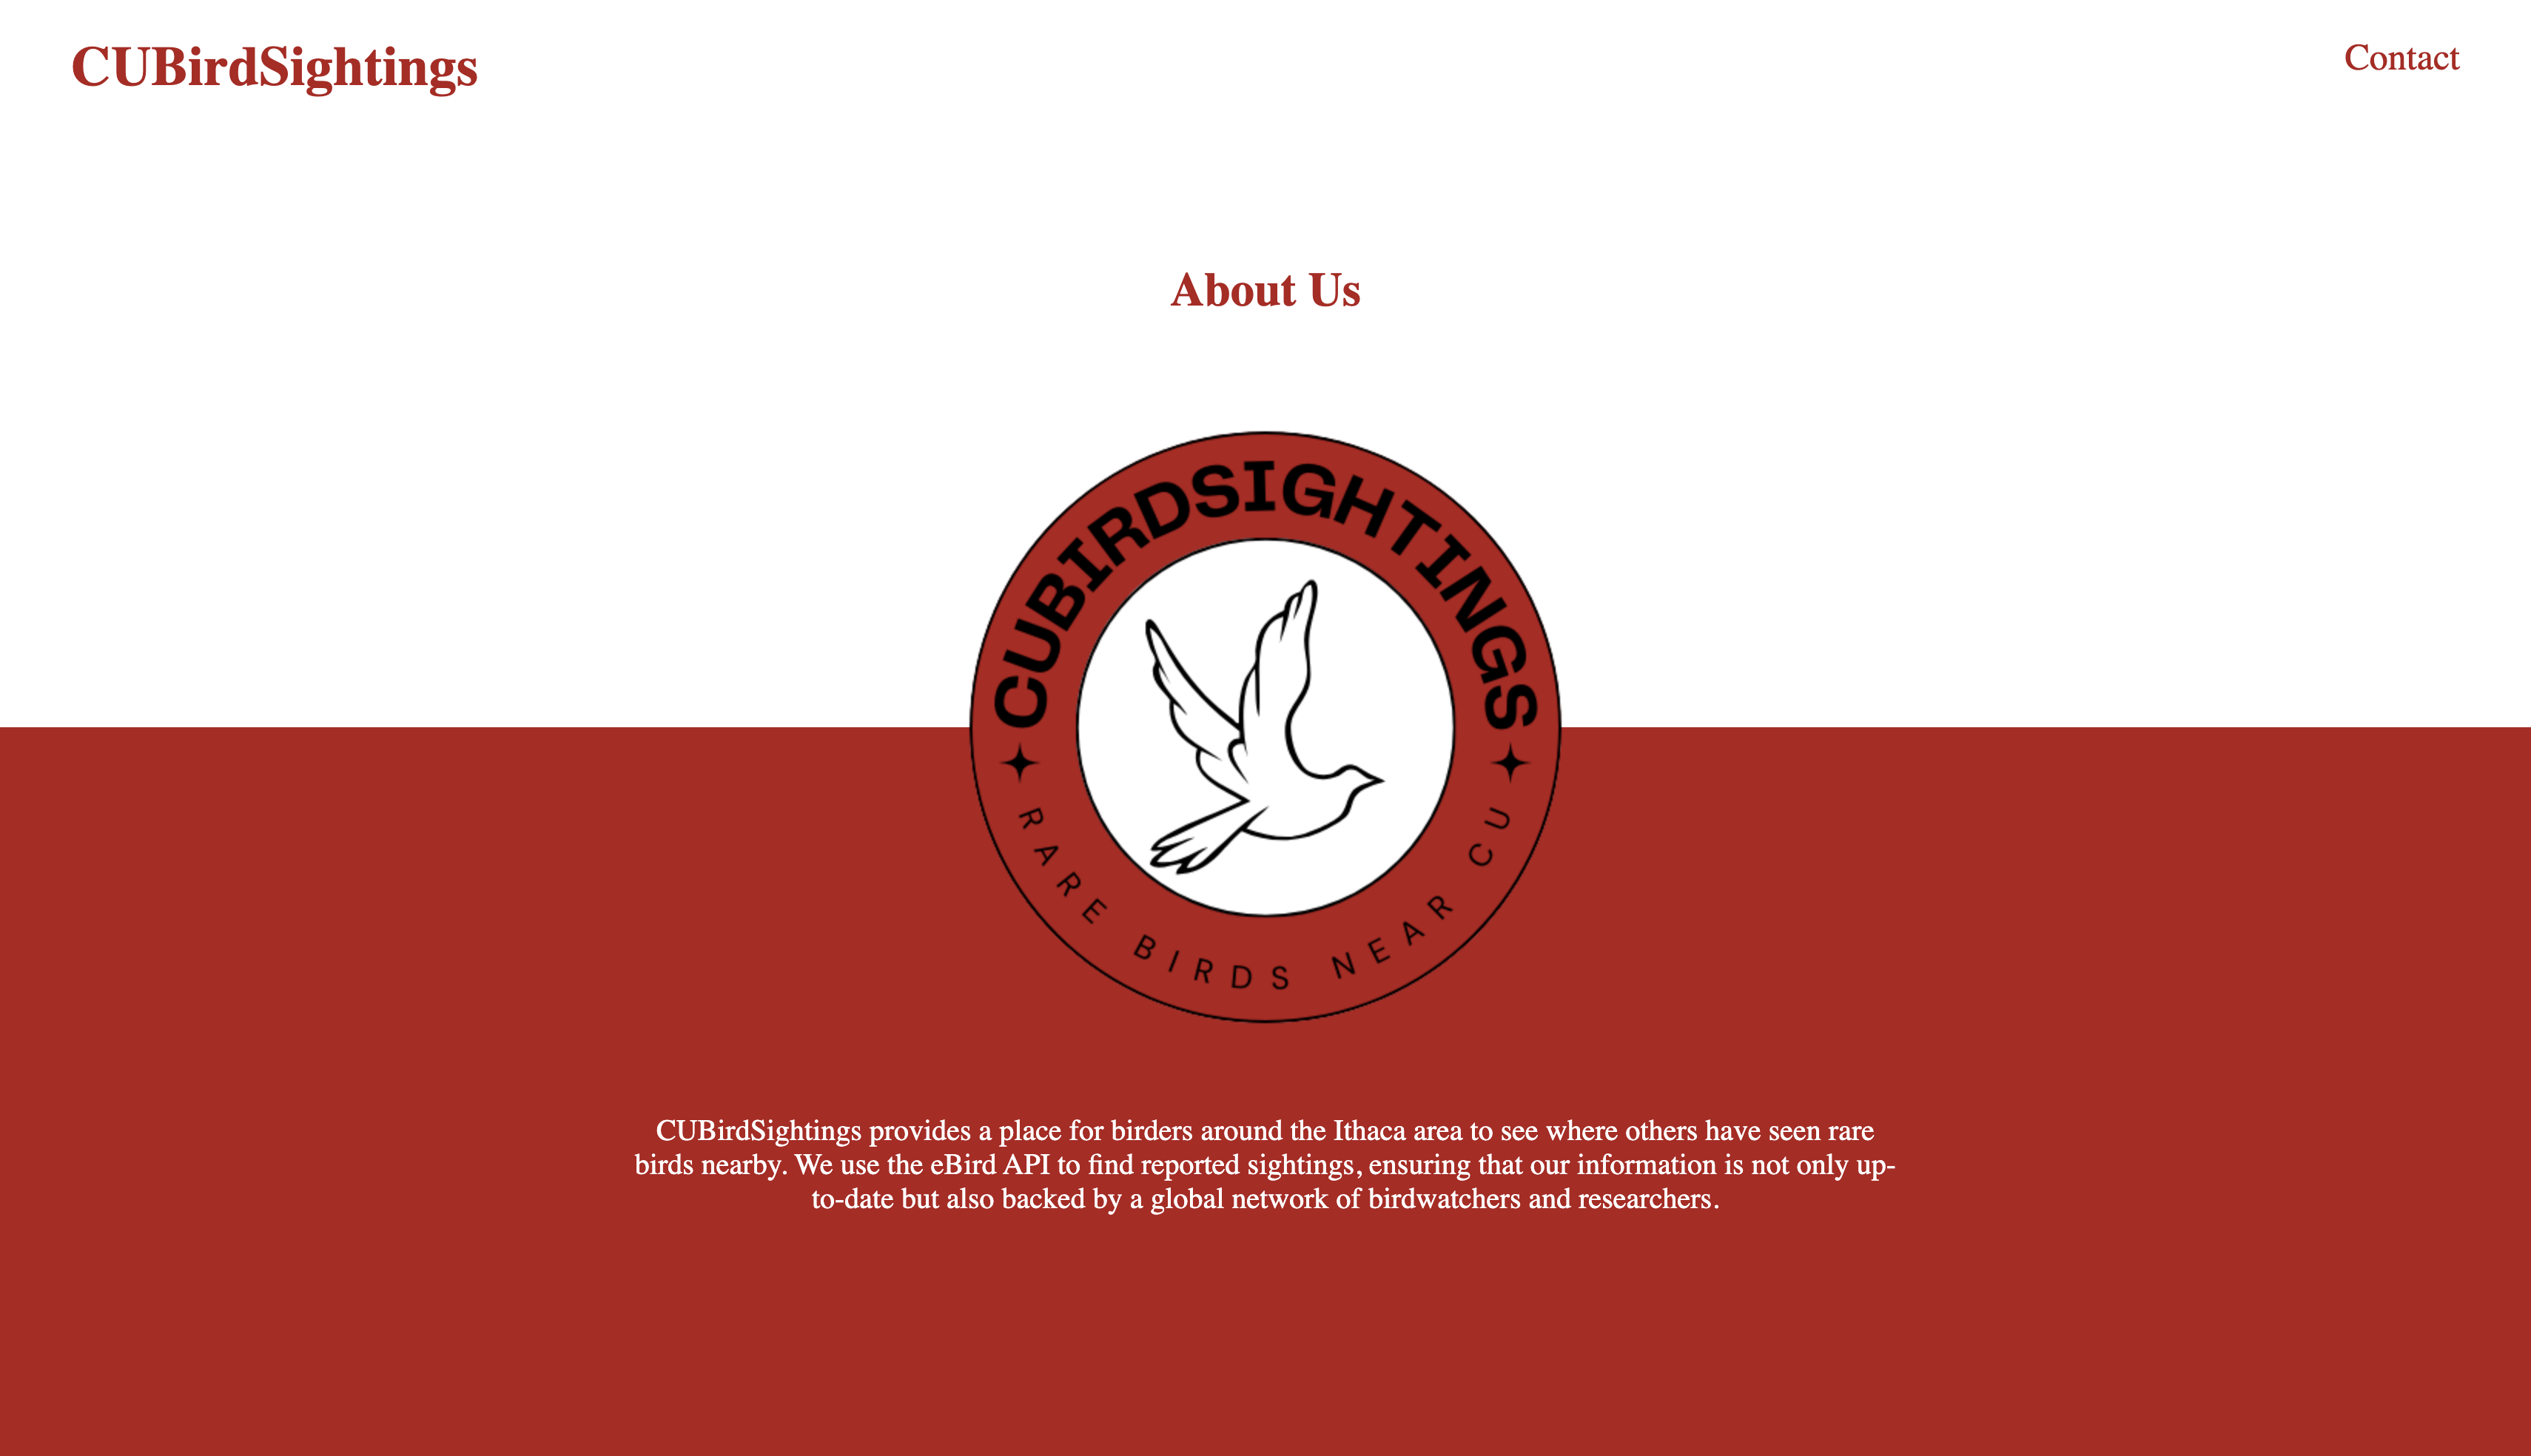 CUBirdSightings
Contact
About Us
CUBIRDSIGHTINGS
RARE BIRDS NEAR CU
CUBirdSightings provides a place for birders around the Ithaca area to see where others have seen rare
birds nearby. We use the eBird API to find reported sightings, ensuring that our information is not only up-
to-date but also backed by a global network of birdwatchers and researchers.